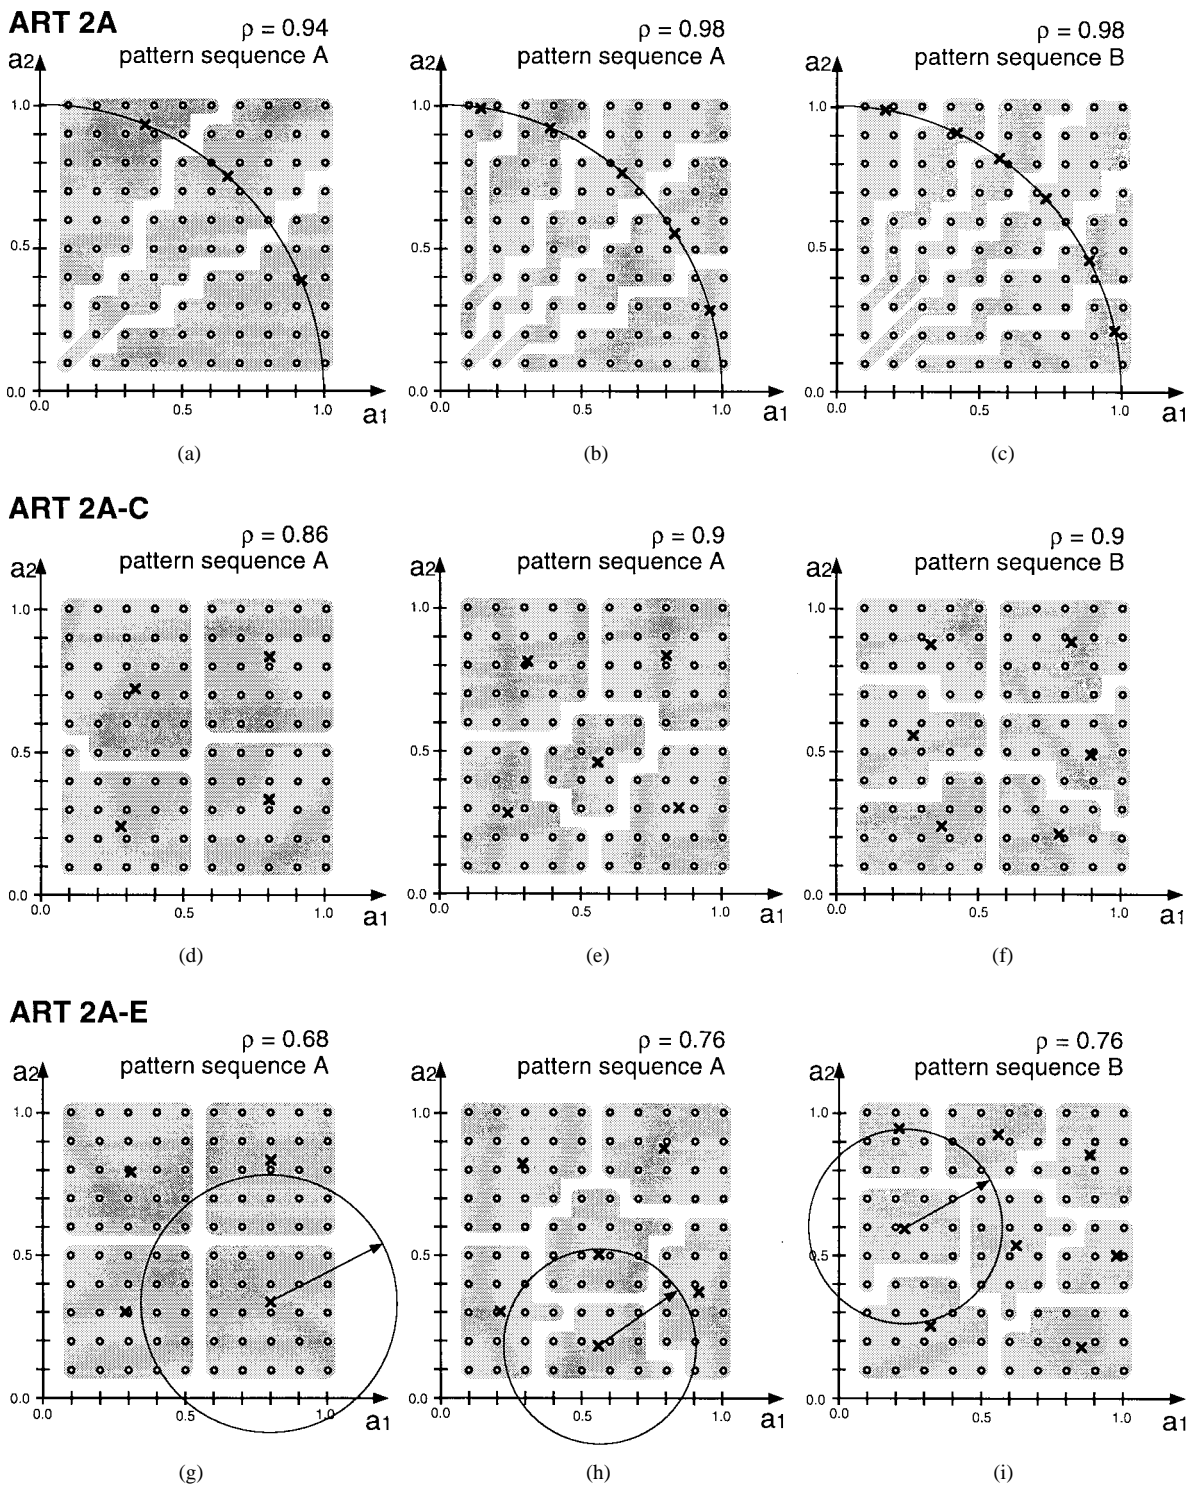 ART 2A
ρ = 0.94
pattern sequence A
ρ = 0.98
pattern sequence A
ρ = 0.98
pattern sequence B
a2
1.0
0.5
0.0
0.0
0.5
1.0
a1
a2
1.0
0.5
0.0
0.0
0.5
1.0
a1
a2
1.0
0.5
0.0
0.0
0.5
1.0
a1
(a)
(b)
(c)
ART 2A-C
ρ = 0.86
pattern sequence A
ρ = 0.9
pattern sequence A
ρ = 0.9
pattern sequence B
a2
1.0
0.5
0.0
0.0
0.5
1.0
a1
a2
1.0
0.5
0.0
0.0
0.5
1.0
a1
a2
1.0
0.5
0.0
0.0
0.5
1.0
a1
(d)
(e)
(f)
ART 2A-E
ρ = 0.68
pattern sequence A
ρ = 0.76
pattern sequence A
ρ = 0.76
pattern sequence B
a2
1.0
0.5
0.0
0.0
0.5
1.0
a1
a2
1.0
0.5
0.0
0.0
0.5
1.0
a1
a2
1.0
0.5
0.0
0.0
0.5
1.0
a1
(g)
(h)
(i)